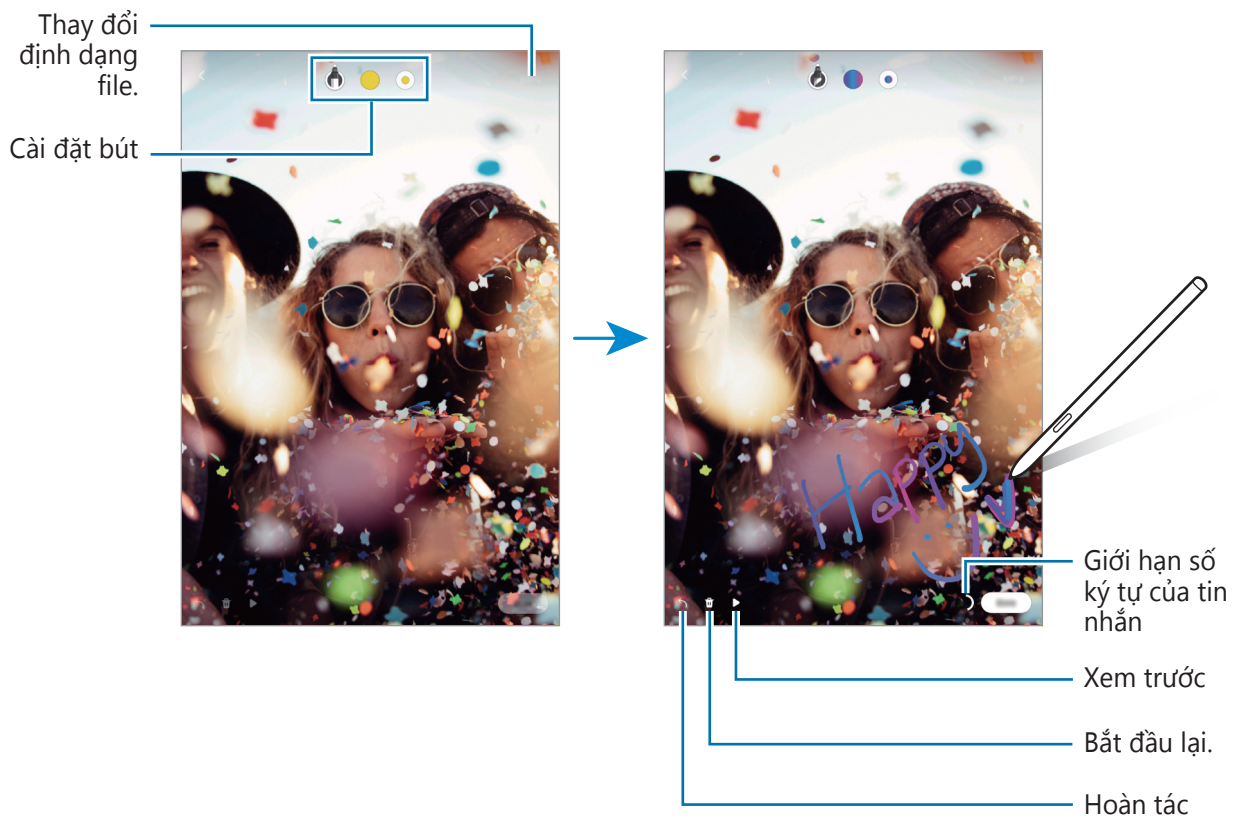 Thay đổi
định dạng
file.
Cài đặt bút
Happy
Giới hạn số
ký tự của tin
nhắn
Xem trước
Bắt đầu lại.
Hoàn tác